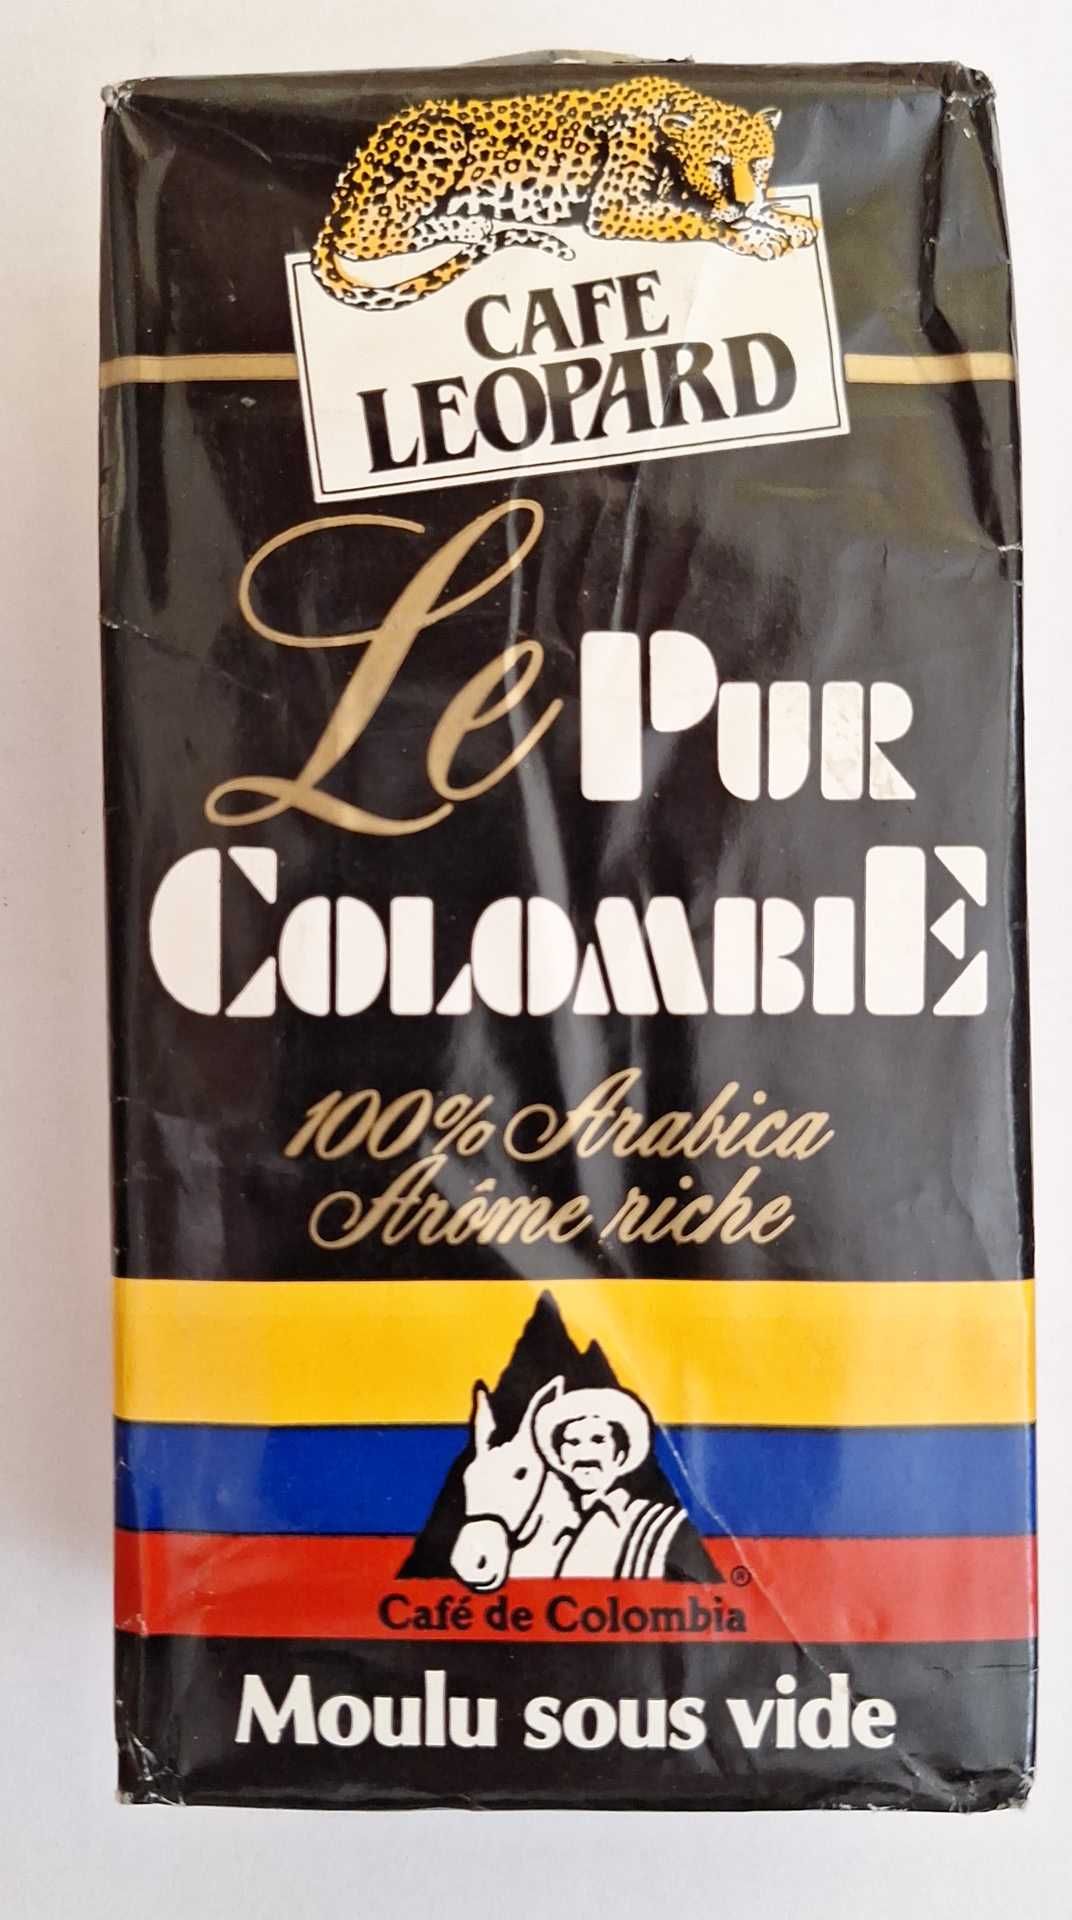 CAFE
LEOPARD
Le PUR
COLOMBIE
100% Arabica
Arôme riche
®
Café de Colombia
Moulu sous vide